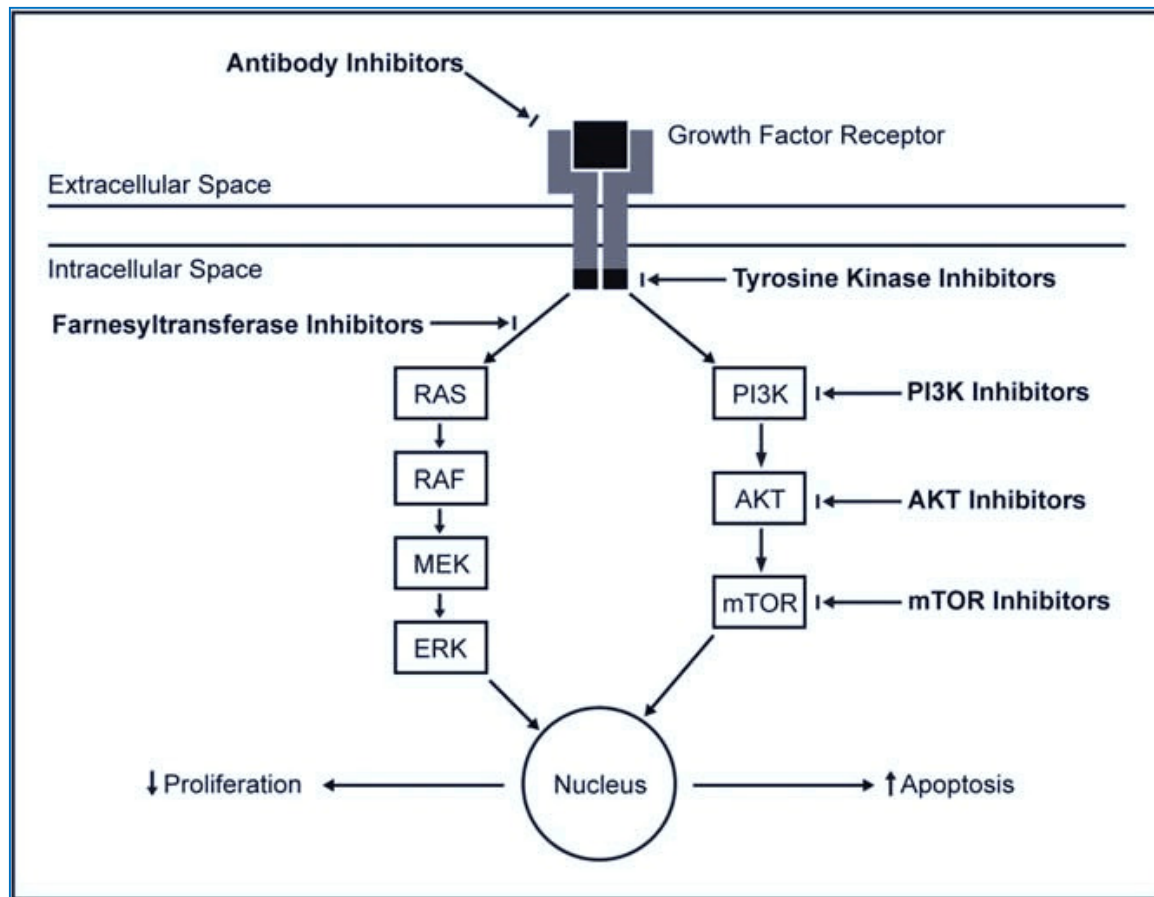 Antibody Inhibitors
Growth Factor Receptor
Extracellular Space
Intracellular Space
Tyrosine Kinase Inhibitors
Farnesyltransferase Inhibitors
RAS
PI3K
PI3K Inhibitors
RAF
AKT
AKT Inhibitors
MEK
mTOR
mTOR Inhibitors
ERK
↓ Proliferation
Nucleus
↑ Apoptosis